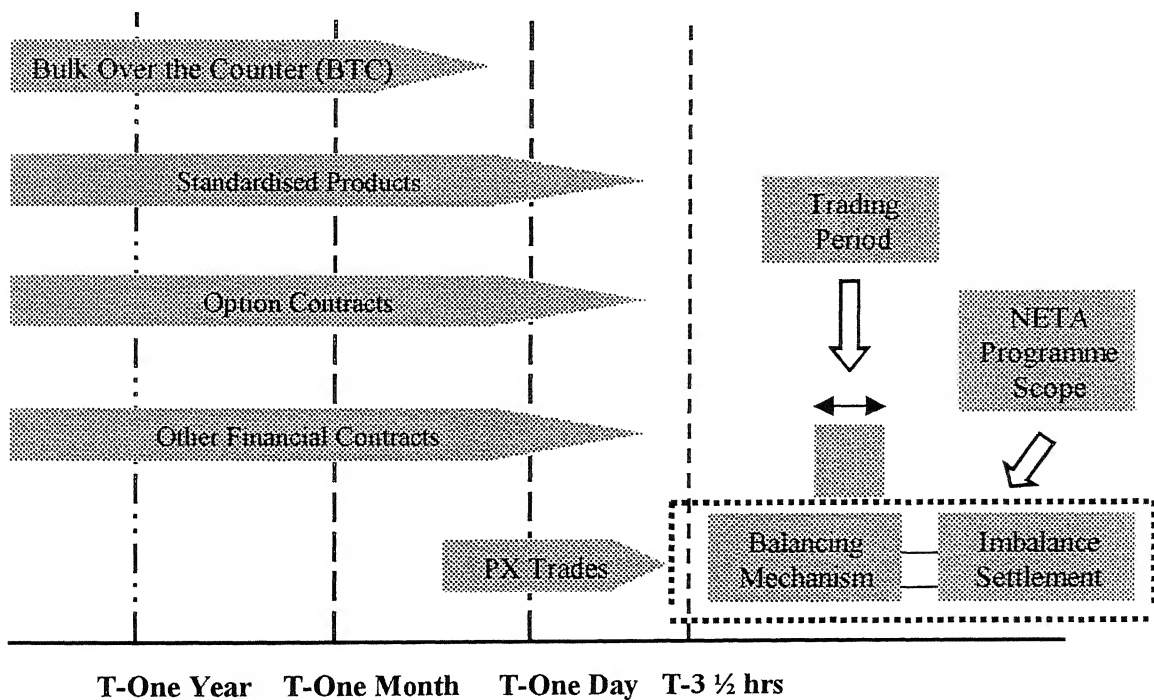 Bulk Over the Counter (BTC)
Standardised Products
Trading
Period
Option Contracts
NETA
Programme
Scope
Other Financial Contracts
PX Trades
Balancing
Mechanism
Imbalance
Settlement
T-One Year
T-One Month
T-One Day
T-3 ½ hrs